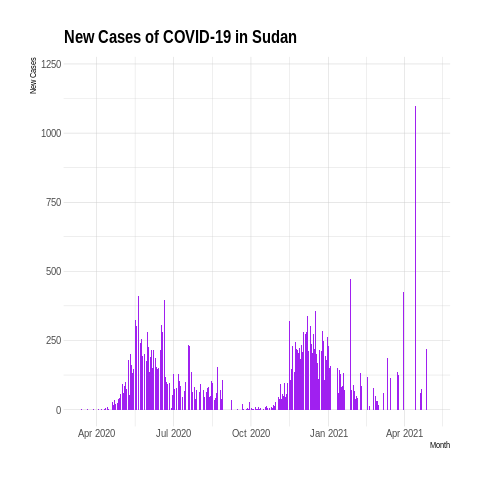 New Cases of COVID-19 in Sudan
New Cases
1250
1000
750
500
250
0
Apr 2020
Jul 2020
Oct 2020
Jan 2021
Apr 2021
Month